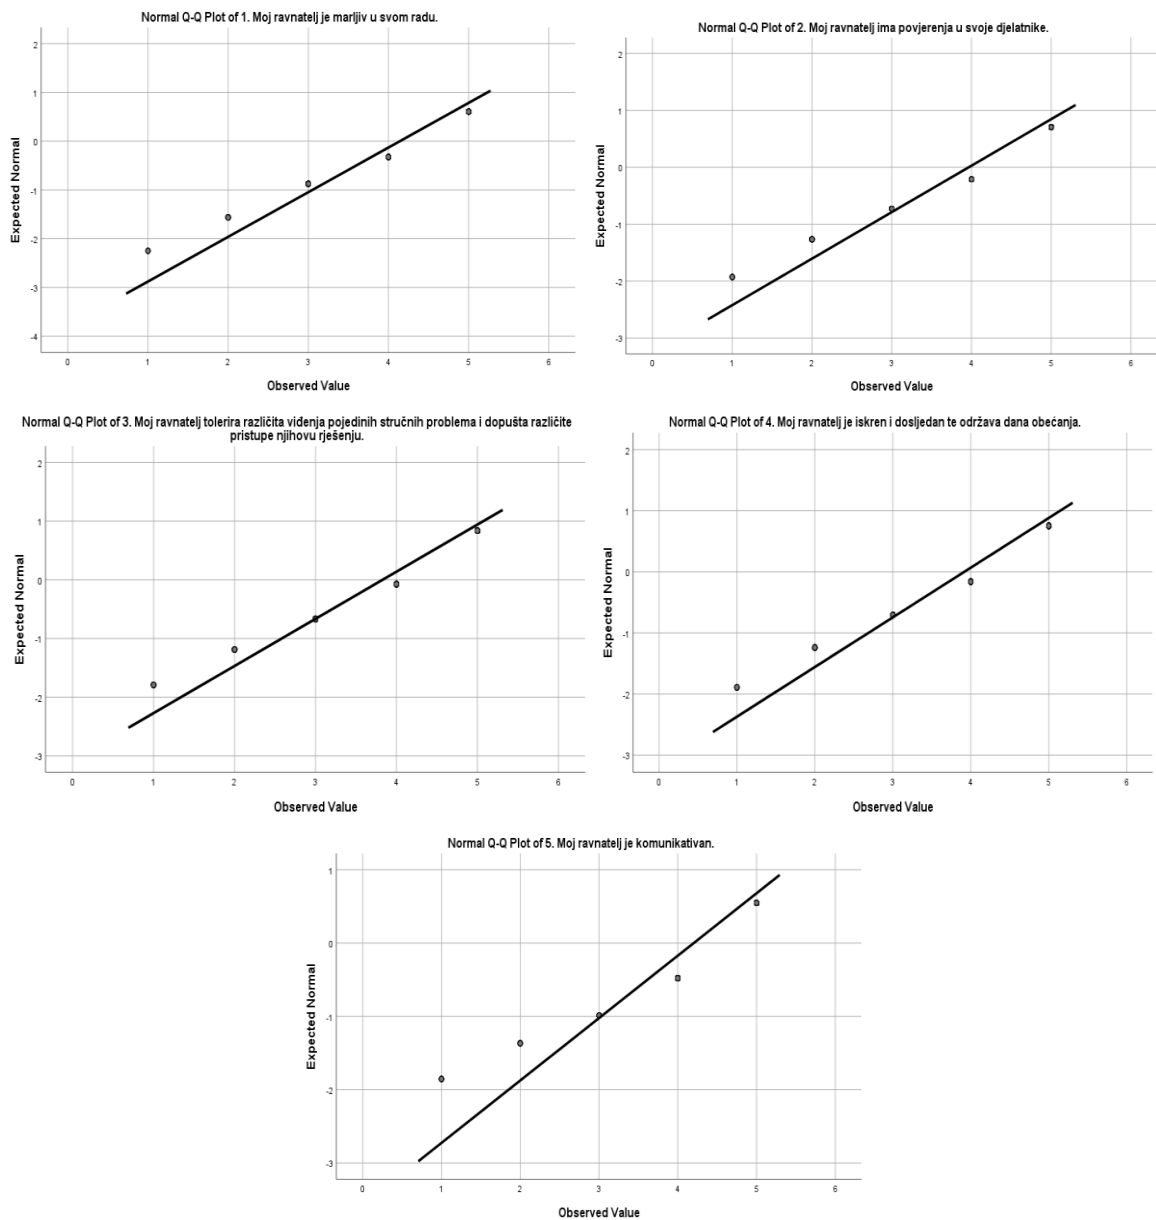 Normal Q-Q Plot of 1. Moj ravnatelj je marljiv u svom radu.
2
1
0
-1
-2
-3
-4
Expected Normal
0 1 2 3 4 5 6
Observed Value
Normal Q-Q Plot of 2. Moj ravnatelj ima povjerenja u svoje djelatnike.
2
1
0
-1
-2
-3
Expected Normal
0 1 2 3 4 5 6
Observed Value
Normal Q-Q Plot of 3. Moj ravnatelj tolerira različita viđenja pojedinih stručnih problema i dopušta različite
pristupe njihovu rješenju.
2
1
0
-1
-2
-3
Expected Normal
0 1 2 3 4 5 6
Observed Value
Normal Q-Q Plot of 4. Moj ravnatelj je iskren i dosljedan te održava dana obećanja.
2
1
0
-1
-2
-3
Expected Normal
0 1 2 3 4 5 6
Observed Value
Normal Q-Q Plot of 5. Moj ravnatelj je komunikativan.
1
0
-1
-2
-3
Expected Normal
0 1 2 3 4 5 6
Observed Value